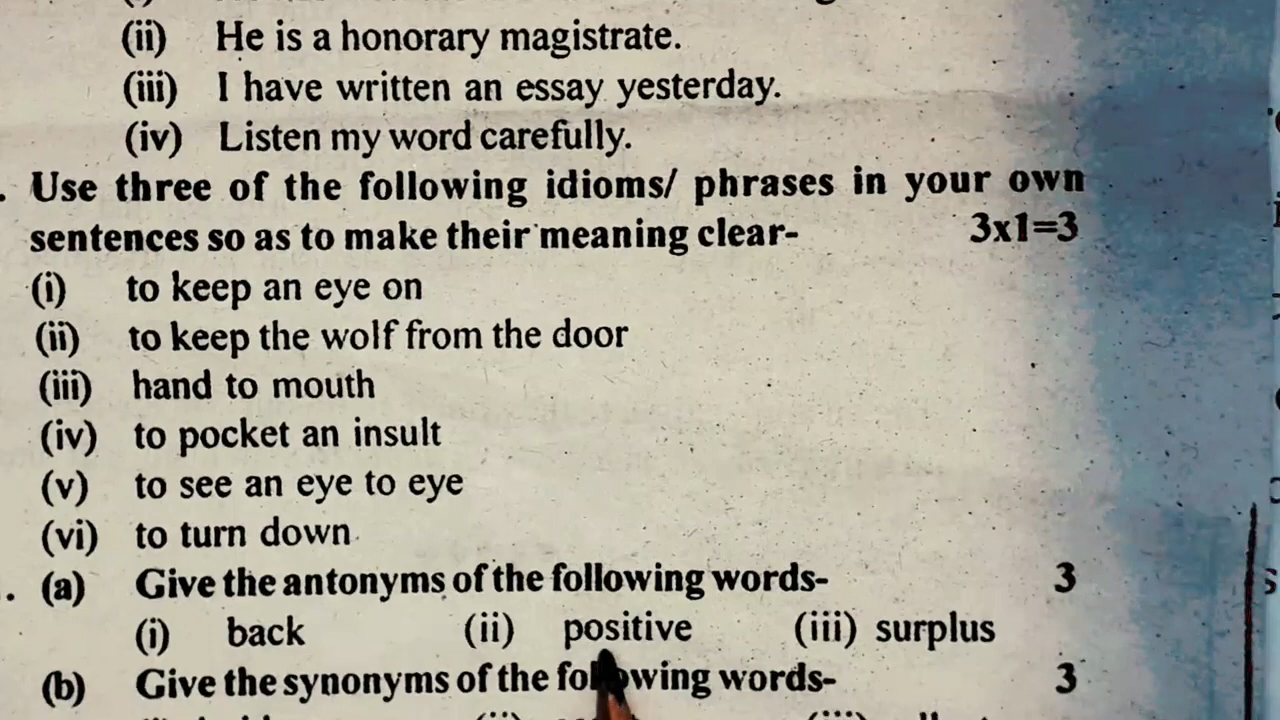 (ii) He is a honorary magistrate.
(iii) I have written an essay yesterday.
(iv) Listen my word carefully.
. Use three of the following idioms/ phrases in your own
sentences so as to make their meaning clear- 3x1=3
(i) to keep an eye on
(ii) to keep the wolf from the door
(iii) hand to mouth
(iv) to pocket an insult
(v) to see an eye to eye
(vi) to turn down
. (a) Give the antonyms of the following words- 3
(i) back (ii) positive (iii) surplus
(b) Give the synonyms of the following words- 3